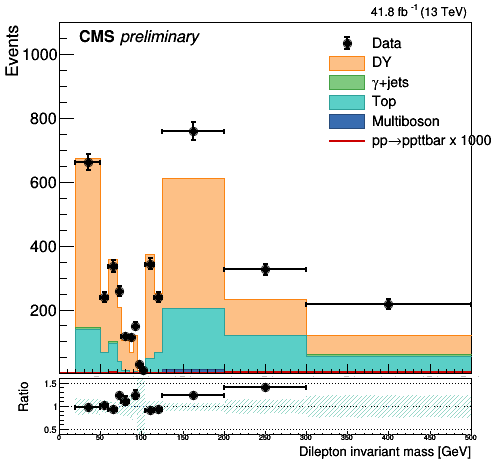 41.8 fb⁻¹ (13 TeV)
CMS preliminary
Events
1000
800
600
400
200
Data
DY
γ+jets
Top
Multiboson
pp→ppttbar x 1000
Ratio
1.5
1
0.5
0 50 100 150 200 250 300 350 400 450 500
Dilepton invariant mass [GeV]